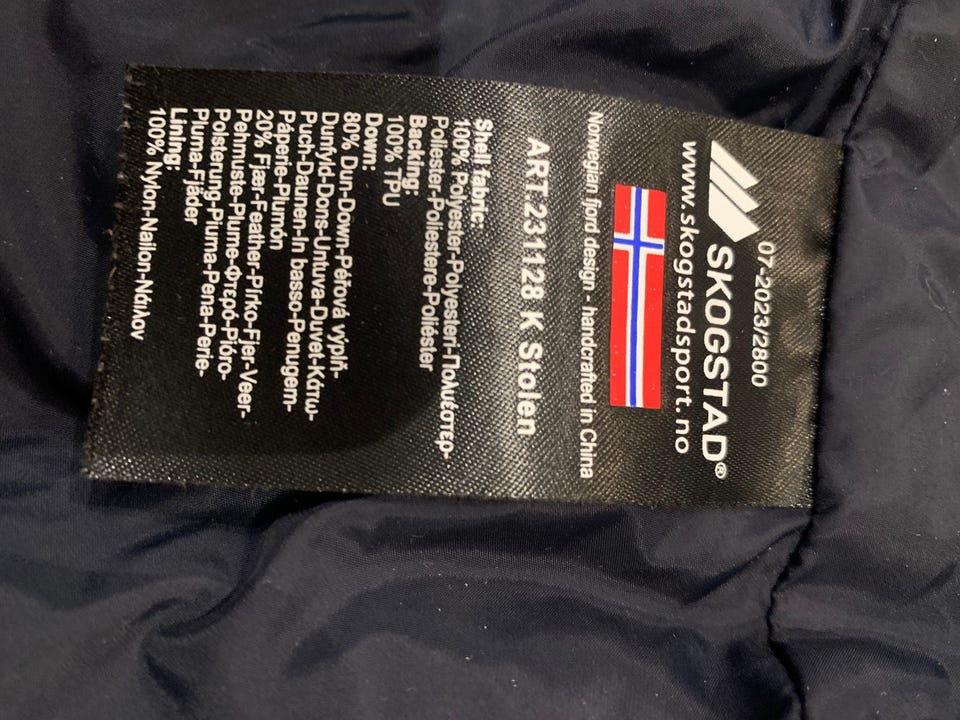 07-2023/2800
SKOGSTAD®
www.skogstadsport.no
Norwegian fjord design - handcrafted in China
ART.231128 K Stolen
Shell fabric:
100% Polyester-Polyesteri-Πολυέστερ-
Poliester-Poliestere-Poliéster
Backing:
100% TPU
Down:
80% Dun-Down-Péřová výplň-
Dunfyld-Dons-Untuva-Duvet-Κάτω-
Puch-Daunen-In basso-Penugem-
Páperie-Plumón
20% Fjær-Feather-Pírko-Fjer-Veer-
Pehmuste-Plume-Φτερό-Pióro-
Polsterung-Piuma-Pena-Perie-
Pluma-Fjäder
Lining:
100% Nylon-Nailon-Νάιλον